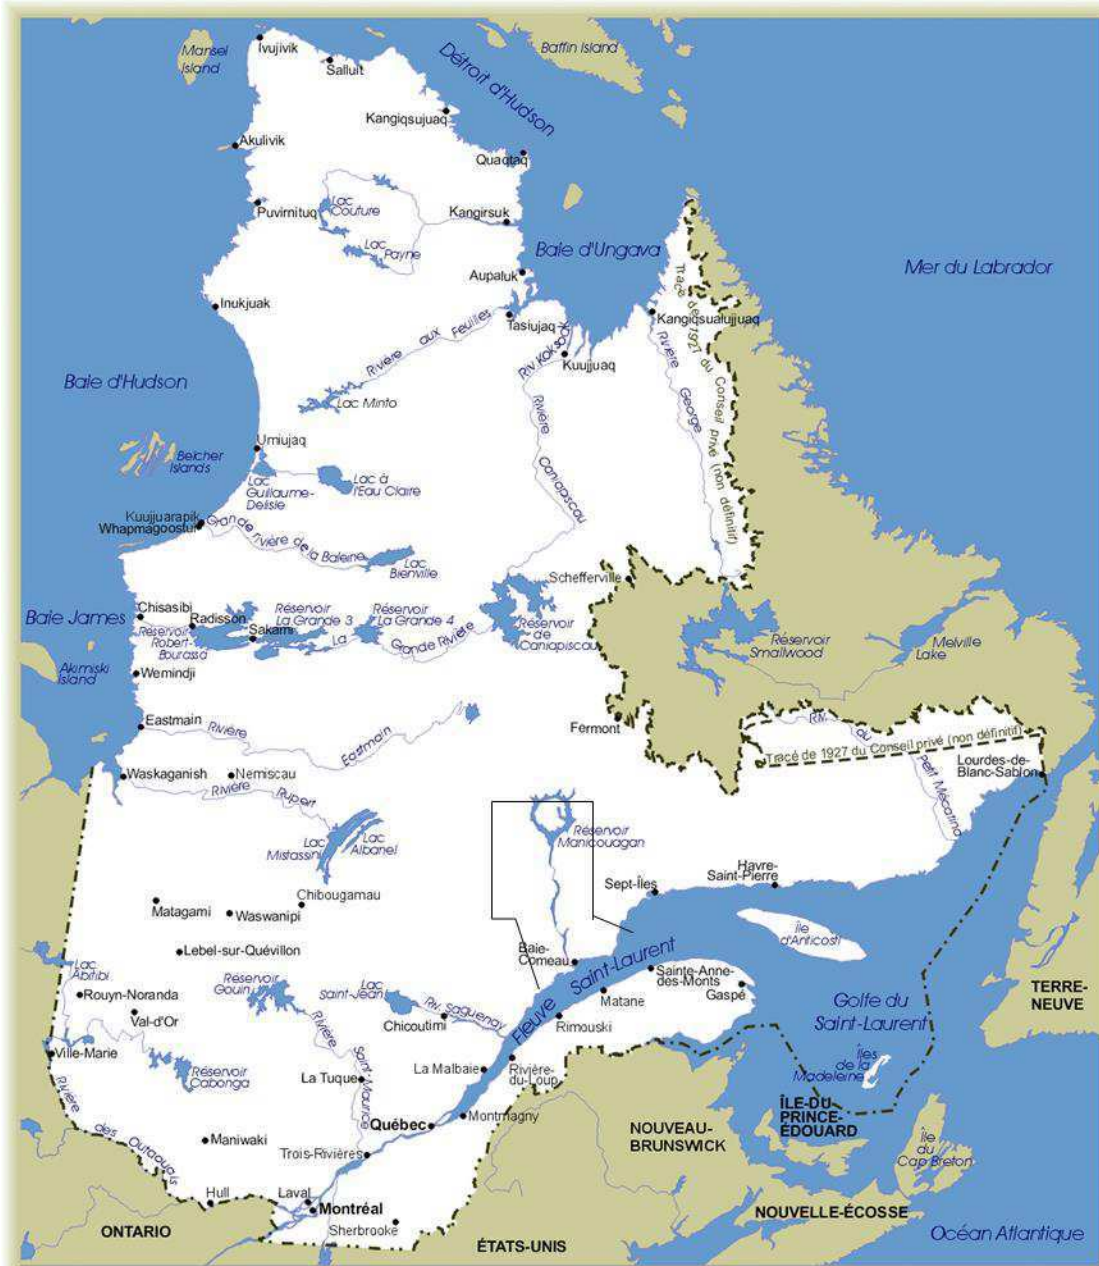 Mansel
Island
Ivujivik
Salluit
Baffin Island
Détroit d'Hudson
Kangiqsujuaq
Akulivik
Quaqtaq
Puvirnituq
Lac
Couture
Kangirsuk
Lac
Payne
Baie d'Ungava
Mer du Labrador
Aupaluk
Inukjuak
Rivière aux Feuilles
Tasiujaq
Kangiqsualujjuaq
Riv Koksoak
Kuujjuaq
Tracé de 1927 du Conseil privé (non définitif)
Rivière George
Baie d'Hudson
Lac Minto
Rivière Caniapiscau
Umiujaq
Belcher
Islands
Lac
Guillaume-
Delisle
Lac à
l'Eau Claire
Kuujjuarapik
Whapmagoostui
Grande rivière de la Baleine
Lac
Bienville
Schefferville
Baie James
Chisasibi
Radisson
Réservoir
La Grande 3
Réservoir
La Grande 4
Sakami
Réservoir
Robert-
Bourassa
La Grande Rivière
Réservoir
de
Caniapiscau
Réservoir
Smallwood
Melville
Lake
Akimiski
Island
Wemindji
Eastmain
Rivière Eastmain
Fermont
Riv. du Petit Mécatina
Tracé de 1927 du Conseil privé (non définitif)
Lourdes-de-
Blanc-Sablon
Waskaganish
Nemiscau
Rivière Rupert
Lac
Mistassini
Lac
Albanel
Réservoir
Manicouagan
Havre-
Saint-Pierre
Sept-Îles
Matagami
Waswanipi
Chibougamau
Île
d'Anticosti
Lebel-sur-Quévillon
Baie-
Comeau
Fleuve Saint-Laurent
Lac
Abitibi
Réservoir
Gouin
Lac
Saint-Jean
Riv. Saguenay
Sainte-Anne-
des-Monts
Gaspé
Matane
Rouyn-Noranda
Val-d'Or
Chicoutimi
Rimouski
Golfe du
Saint-Laurent
TERRE-
NEUVE
Ville-Marie
Réservoir
Cabonga
Rivière Saint-Maurice
La Tuque
La Malbaie
Rivière-
du-Loup
Îles
de la
Madeleine
Rivière des Outaouais
Maniwaki
Québec
Montmagny
NOUVEAU-
BRUNSWICK
ÎLE-DU-
PRINCE-
ÉDOUARD
Île
du
Cap Breton
Trois-Rivières
Hull
Laval
Montréal
Sherbrooke
ONTARIO
ÉTATS-UNIS
NOUVELLE-ÉCOSSE
Océan Atlantique